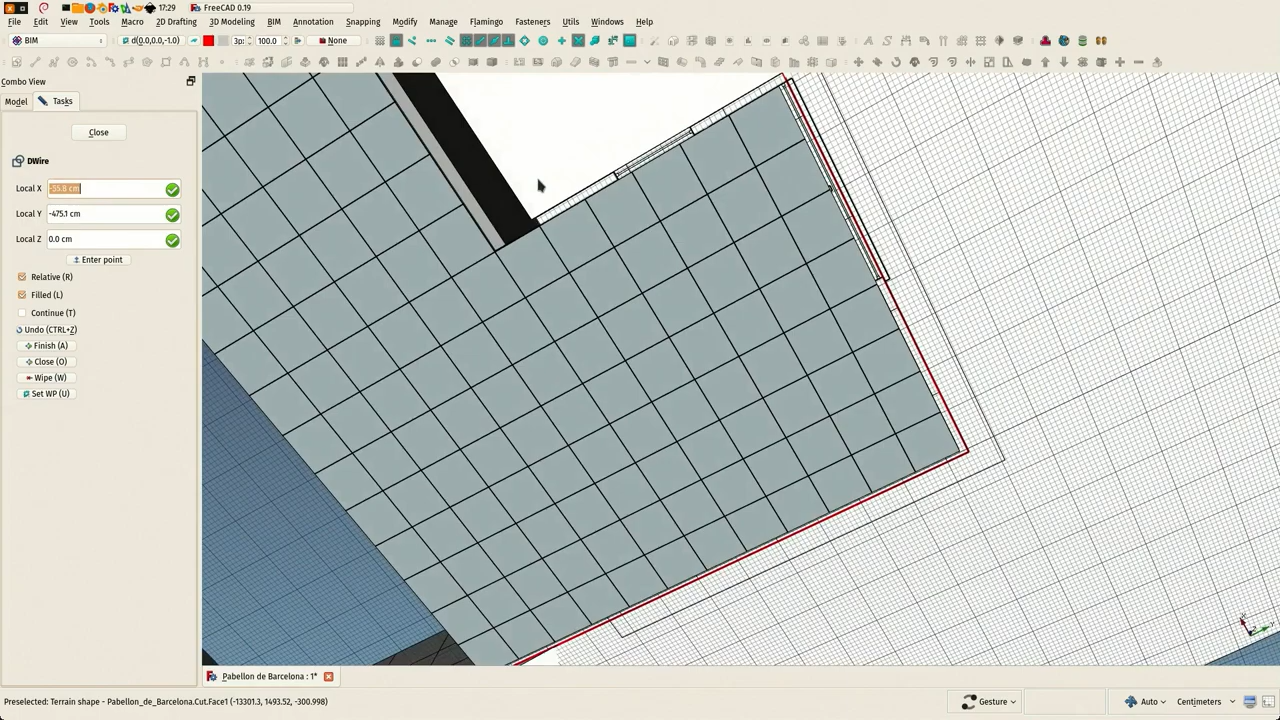 17:29 FreeCAD 0.19
File Edit View Tools Macro 2D Drafting 3D Modeling BIM Annotation Snapping Modify Manage Flamingo Fasteners Utils Windows Help
BIM d(0.0,0.0,-1.0) 3p: 100.0 None
Combo View
Model Tasks
Close
DWire
Local X -55.8 cm
Local Y -475.1 cm
Local Z 0.0 cm
Enter point
Relative (R)
Filled (L)
Continue (T)
Undo (CTRL+Z)
Finish (A)
Close (O)
Wipe (W)
Set WP (U)
Pabellon de Barcelona : 1*
Preselected: Terrain shape - Pabellon_de_Barcelona.Cut.Face1 (-13301.3, 1493.52, -300.998) Gesture Auto Centimeters